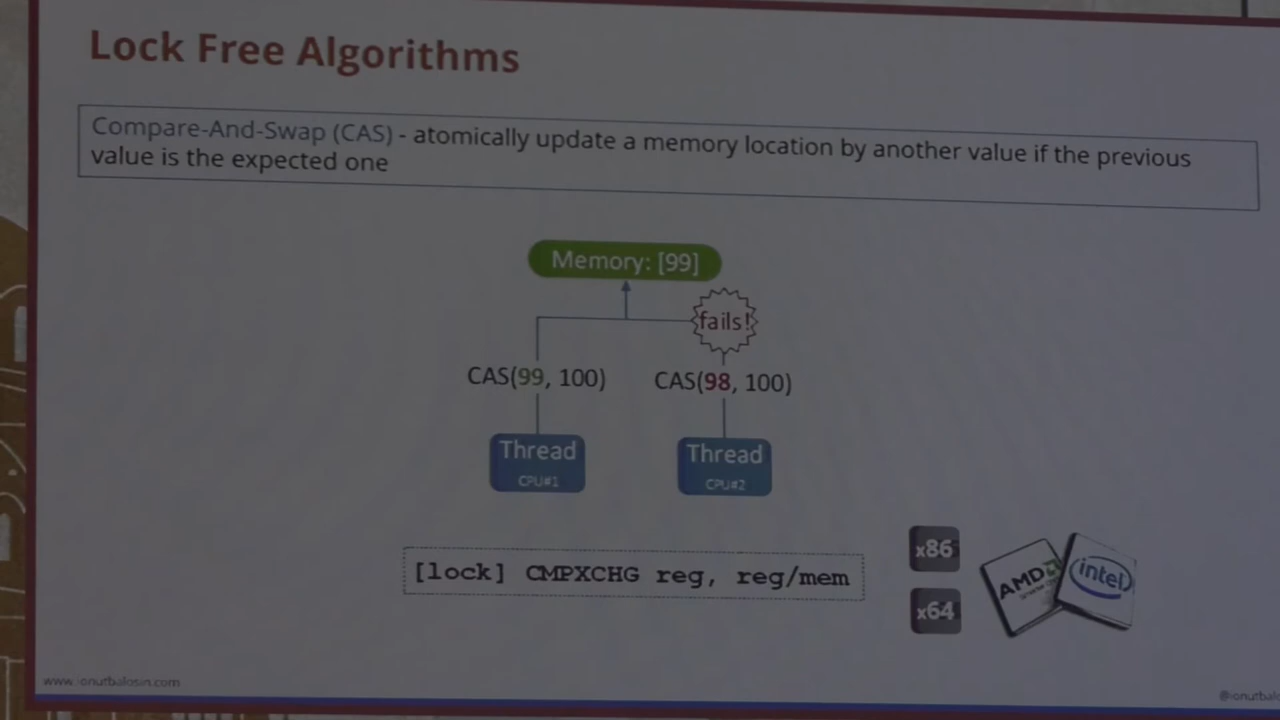 Lock Free Algorithms
Compare-And-Swap (CAS) - atomically update a memory location by another value if the previous
value is the expected one
Memory: [99]
fails!
CAS(99, 100)
CAS(98, 100)
Thread
CPU#1
Thread
CPU#2
[lock] CMPXCHG reg, reg/mem
x86
x64
AMD
intel
www.ionutbalosin.com
@ionutbalo